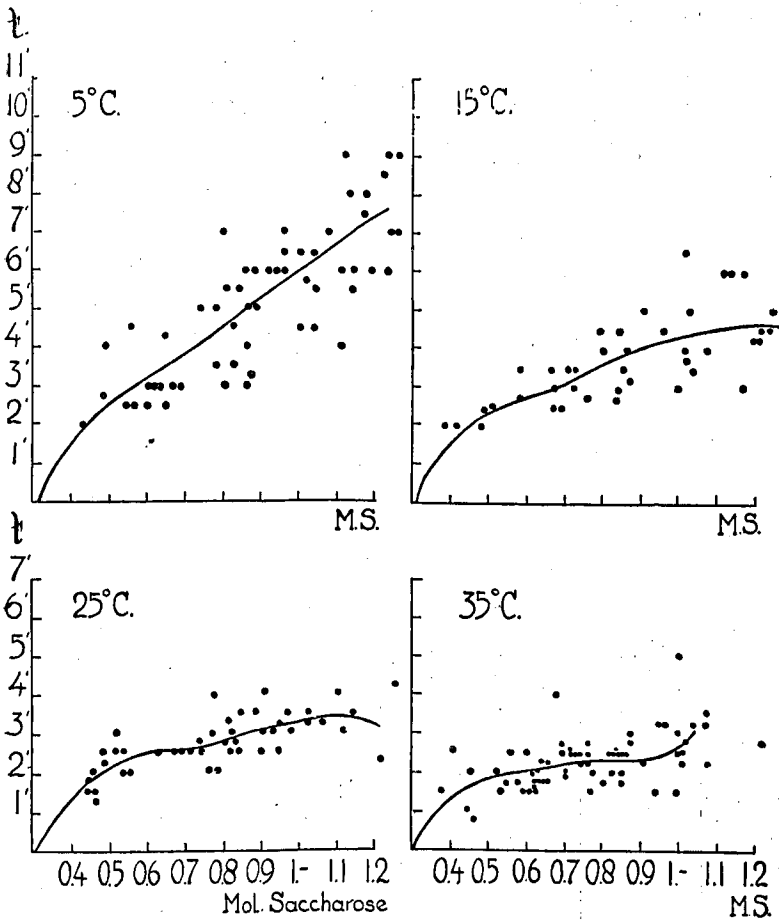 t.
11'
10'
9'
8'
7'
6'
5'
4'
3'
2'
1'
5°C.
M.S.
15°C.
M.S.
t.
7'
6'
5'
4'
3'
2'
1'
25°C.
0.4 0.5 0.6 0.7 0.8 0.9 1.- 1.1 1.2
Mol. Saccharose
35°C.
0.4 0.5 0.6 0.7 0.8 0.9 1.- 1.1 1.2
M.S.